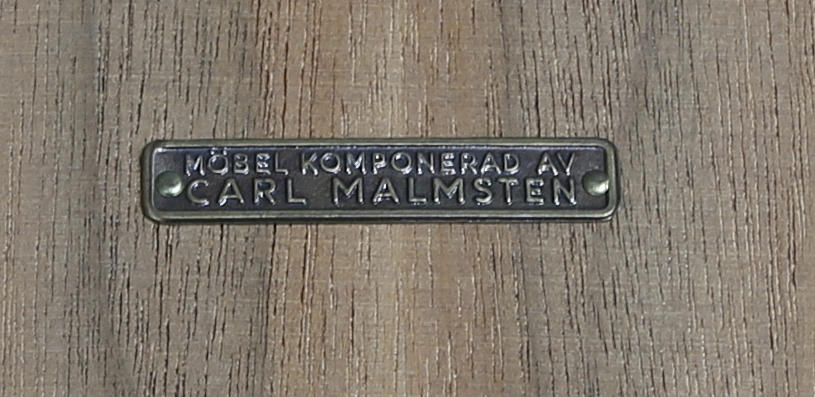 MÖBEL KOMPONERAD AV
CARL MALMSTEN